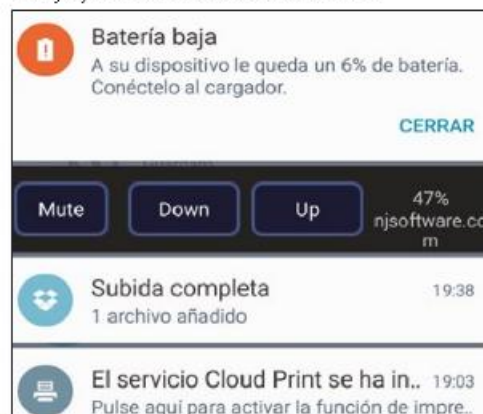 Batería baja
A su dispositivo le queda un 6% de batería.
Conéctelo al cargador.
CERRAR
Mute
Down
Up
47%
njsoftware.co
m
Subida completa
19:38
1 archivo añadido
El servicio Cloud Print se ha in..
19:03
Pulse aquí para activar la función de impre..